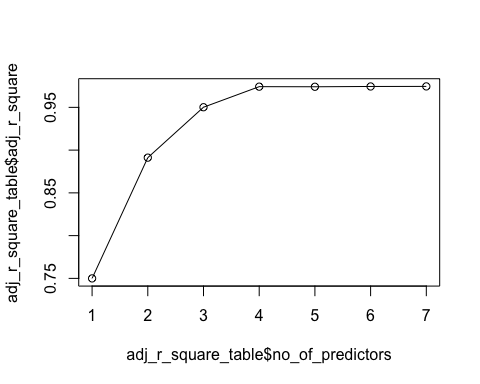 adj_r_square_table$adj_r_square
0.95
0.85
0.75
1 2 3 4 5 6 7
adj_r_square_table$no_of_predictors